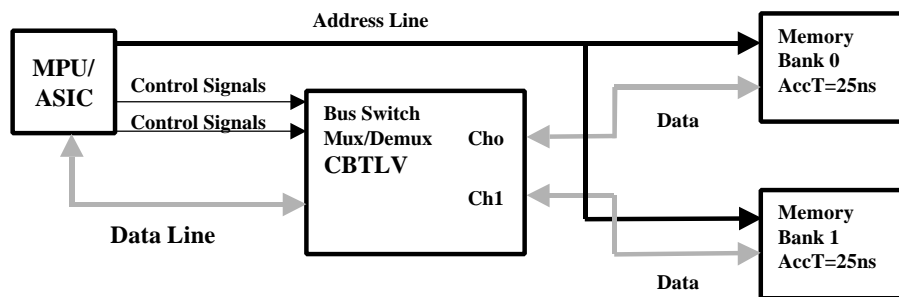 Address Line
MPU/
ASIC
Control Signals
Control Signals
Data Line
Bus Switch
Mux/Demux
CBTLV
Cho
Ch1
Memory
Bank 0
AccT=25ns
Data
Memory
Bank 1
AccT=25ns
Data